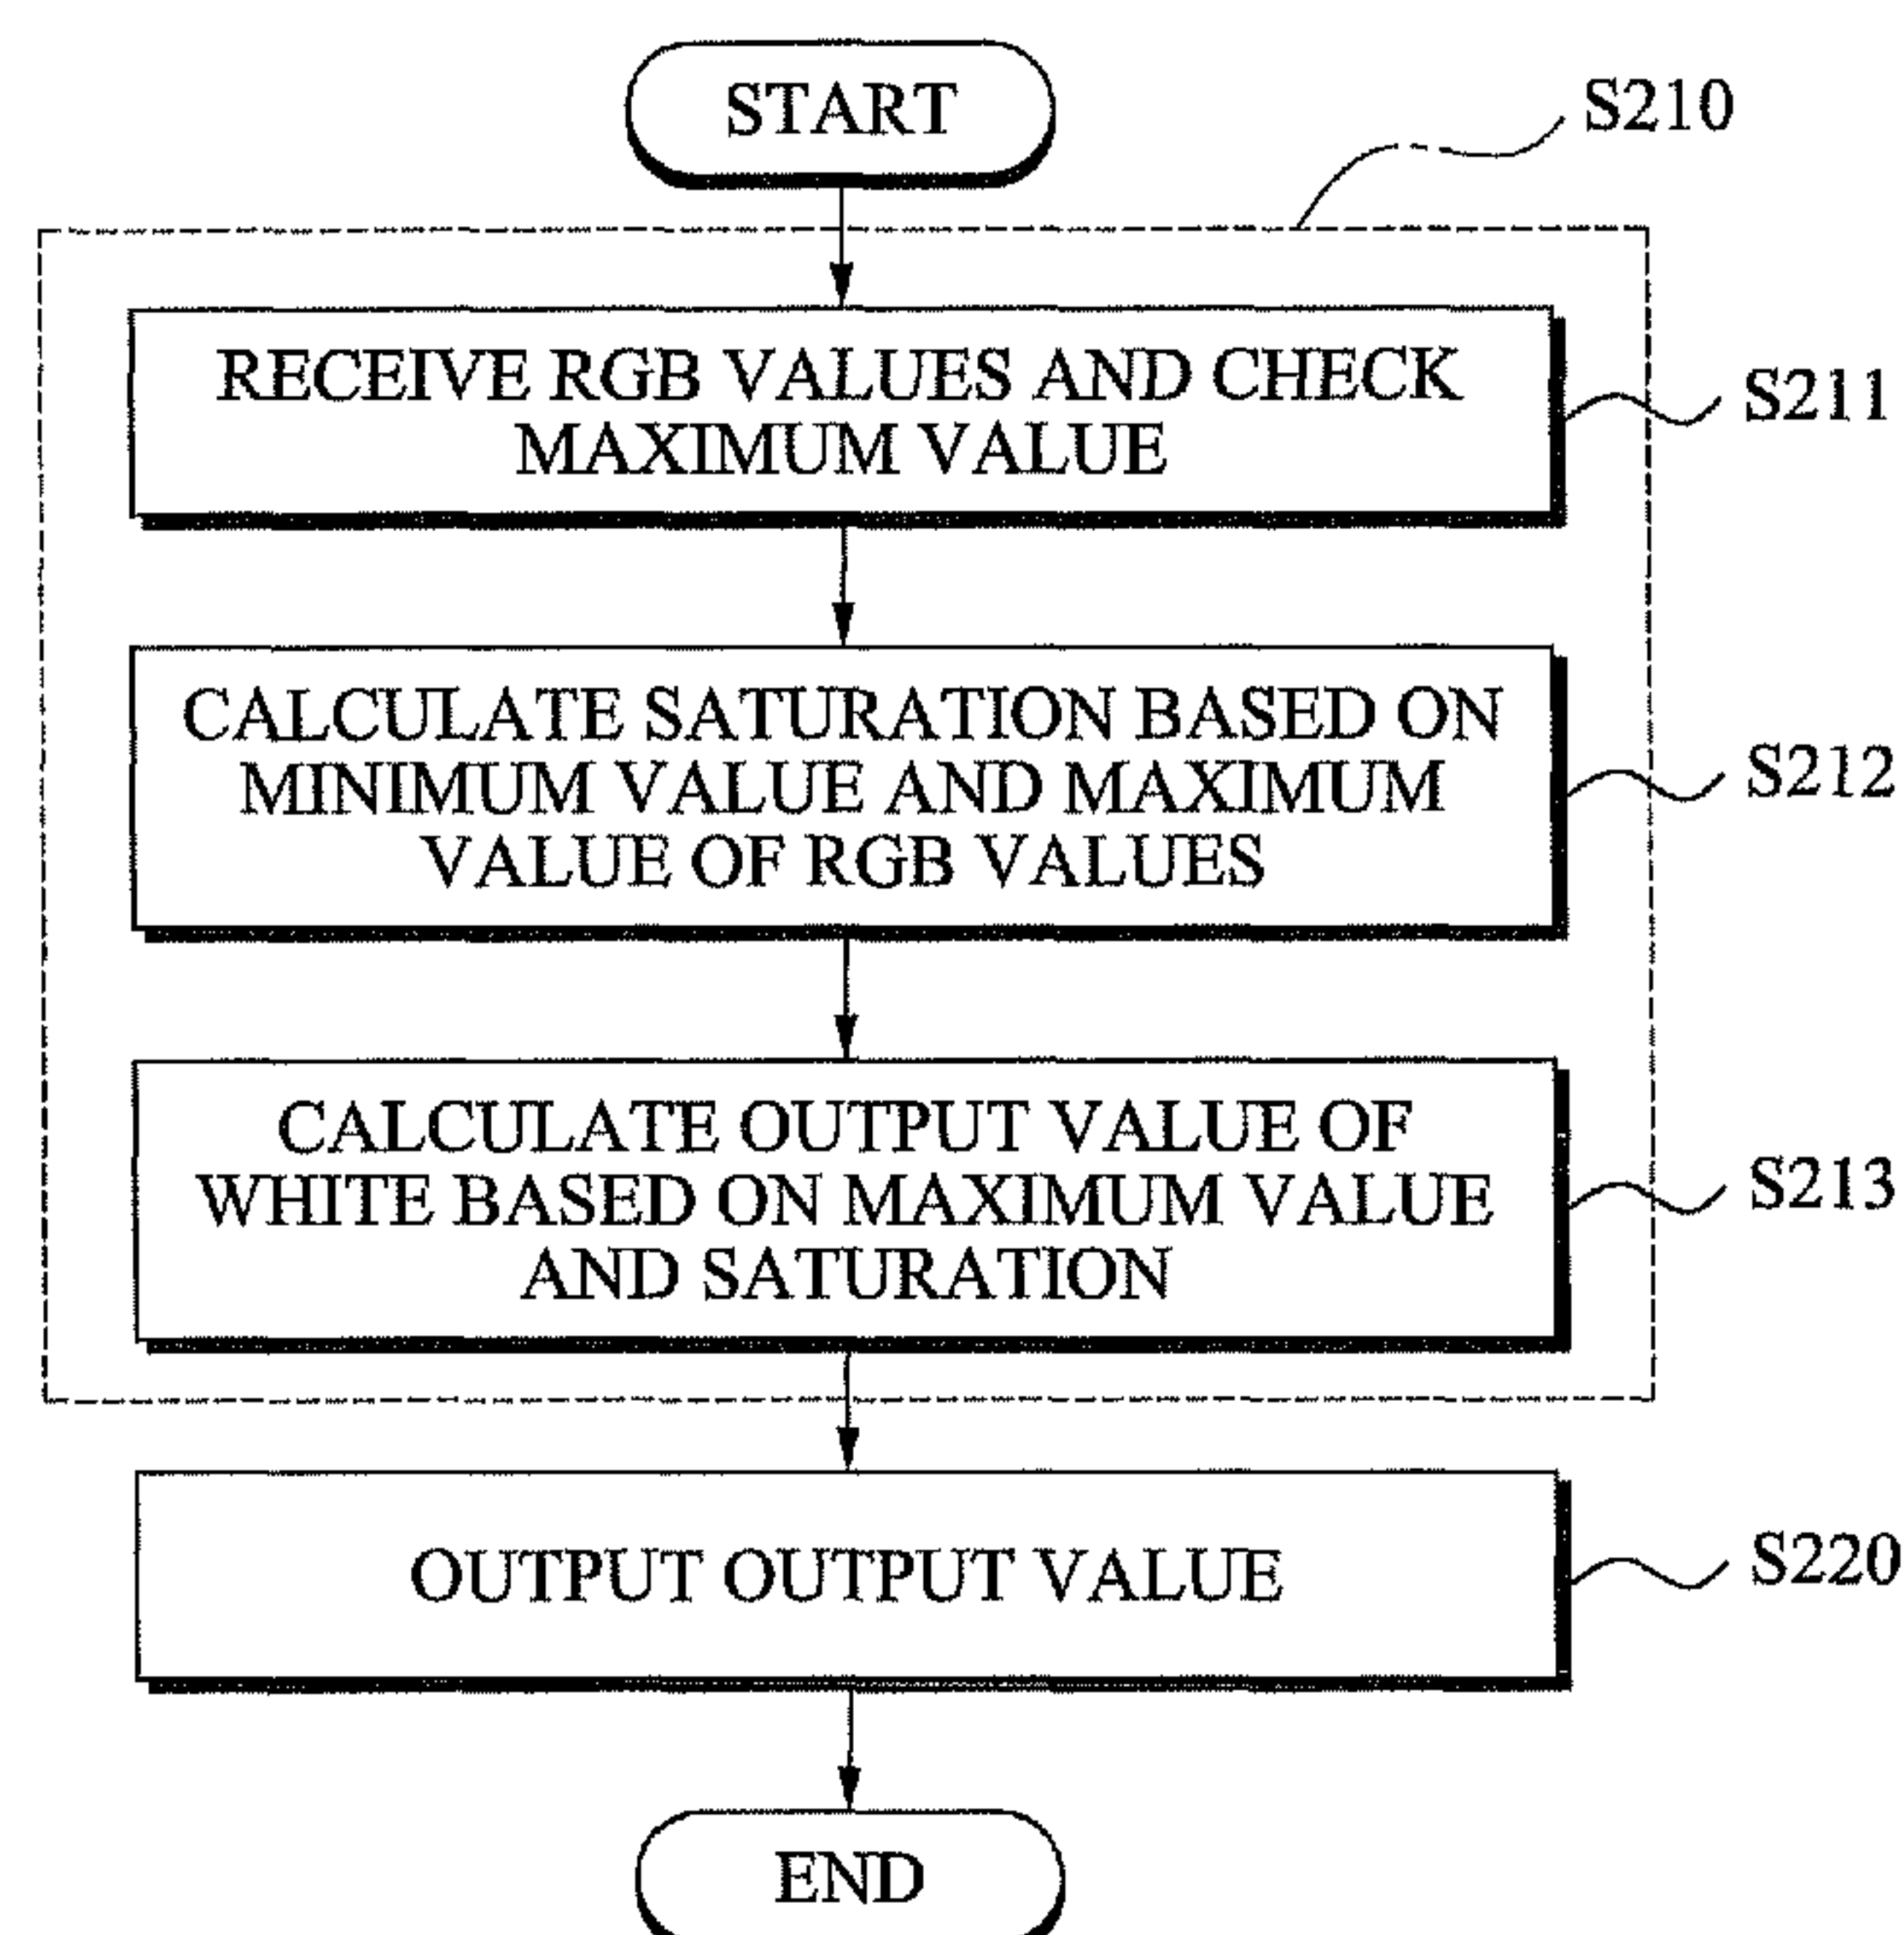 START
S210
RECEIVE RGB VALUES AND CHECK
MAXIMUM VALUE
S211
CALCULATE SATURATION BASED ON
MINIMUM VALUE AND MAXIMUM
VALUE OF RGB VALUES
S212
CALCULATE OUTPUT VALUE OF
WHITE BASED ON MAXIMUM VALUE
AND SATURATION
S213
OUTPUT OUTPUT VALUE
S220
END